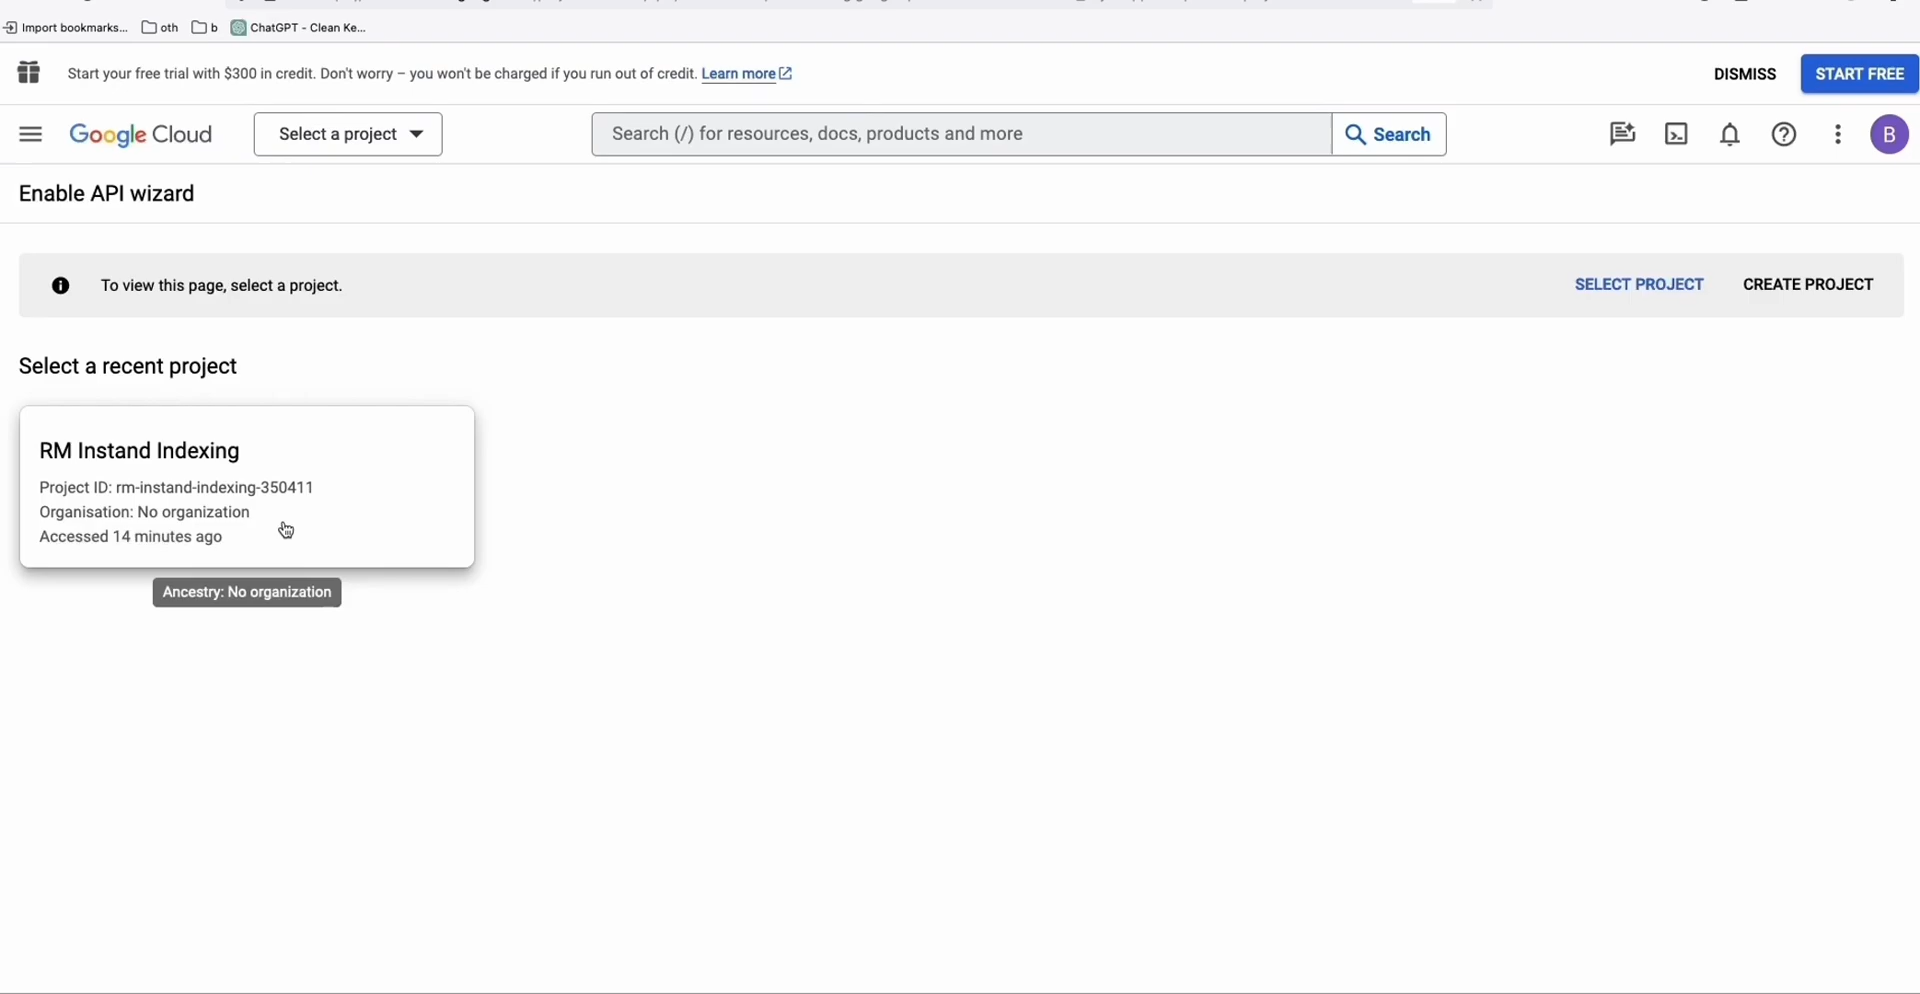 Import bookmarks... oth b ChatGPT - Clean Ke...
Start your free trial with $300 in credit. Don't worry – you won't be charged if you run out of credit. Learn more DISMISS START FREE
Google Cloud Select a project Search (/) for resources, docs, products and more Search B
Enable API wizard
To view this page, select a project. SELECT PROJECT CREATE PROJECT
Select a recent project
RM Instand Indexing
Project ID: rm-instand-indexing-350411
Organisation: No organization
Accessed 14 minutes ago
Ancestry: No organization